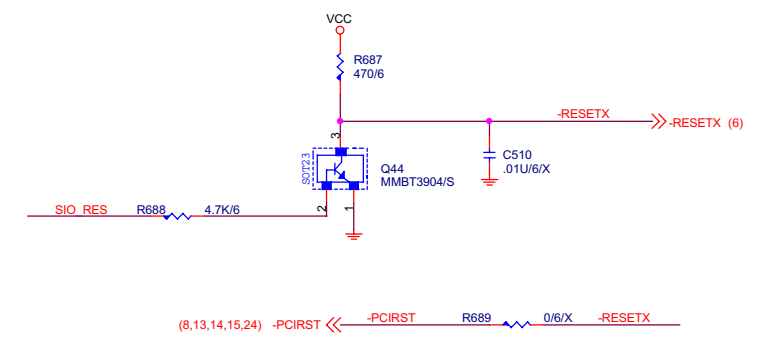 VCC
R687
470/6
-RESETX
-RESETX (6)
3
SOT23
Q44
MMBT3904/S
C510
.01U/6/X
SIO_RES R688 4.7K/6
2 1
(8,13,14,15,24) -PCIRST -PCIRST R689 0/6/X -RESETX